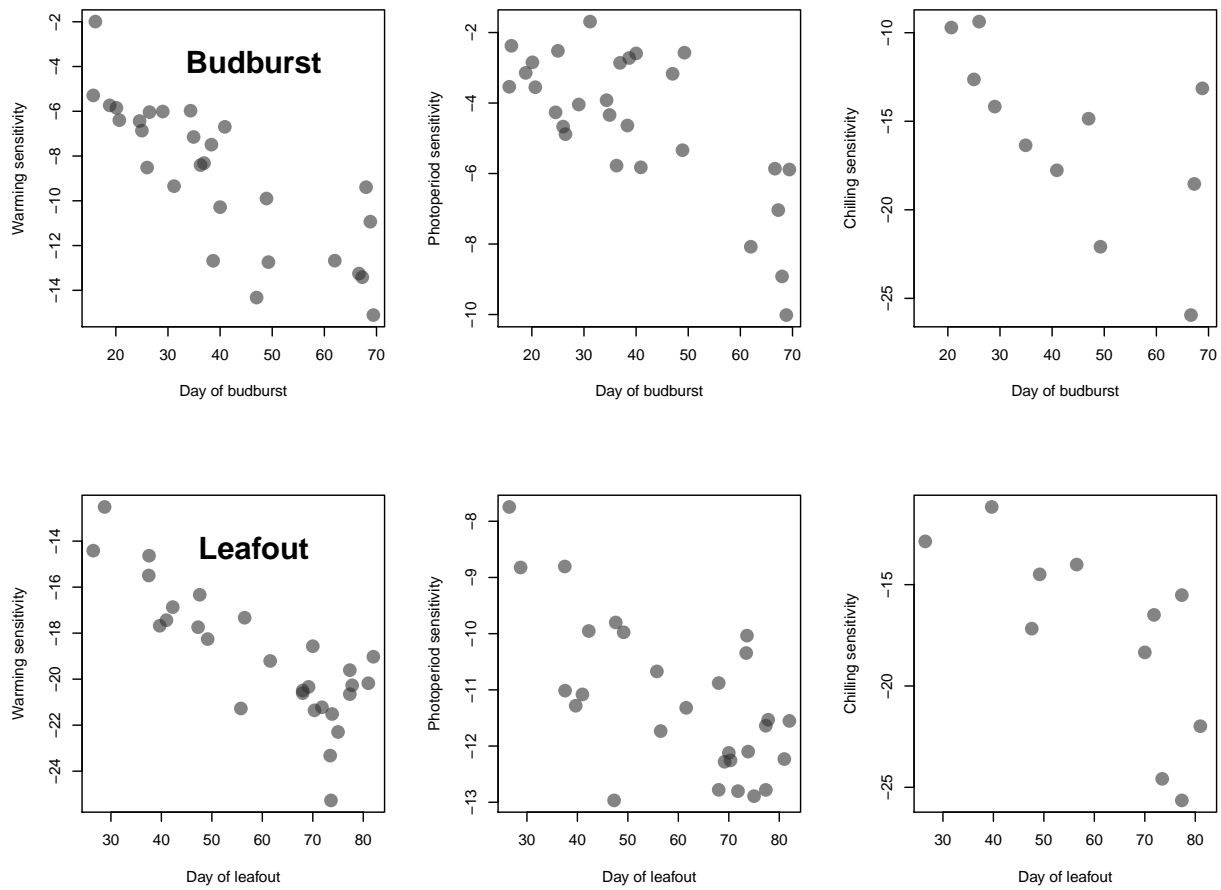 Budburst
Warming sensitivity
−2
−4
−6
−8
−10
−12
−14
20 30 40 50 60 70
Day of budburst
Photoperiod sensitivity
−2
−4
−6
−8
−10
20 30 40 50 60 70
Day of budburst
Chilling sensitivity
−10
−15
−20
−25
20 30 40 50 60 70
Day of budburst
Leafout
Warming sensitivity
−14
−16
−18
−20
−22
−24
30 40 50 60 70 80
Day of leafout
Photoperiod sensitivity
−8
−9
−10
−11
−12
−13
30 40 50 60 70 80
Day of leafout
Chilling sensitivity
−15
−20
−25
30 40 50 60 70 80
Day of leafout